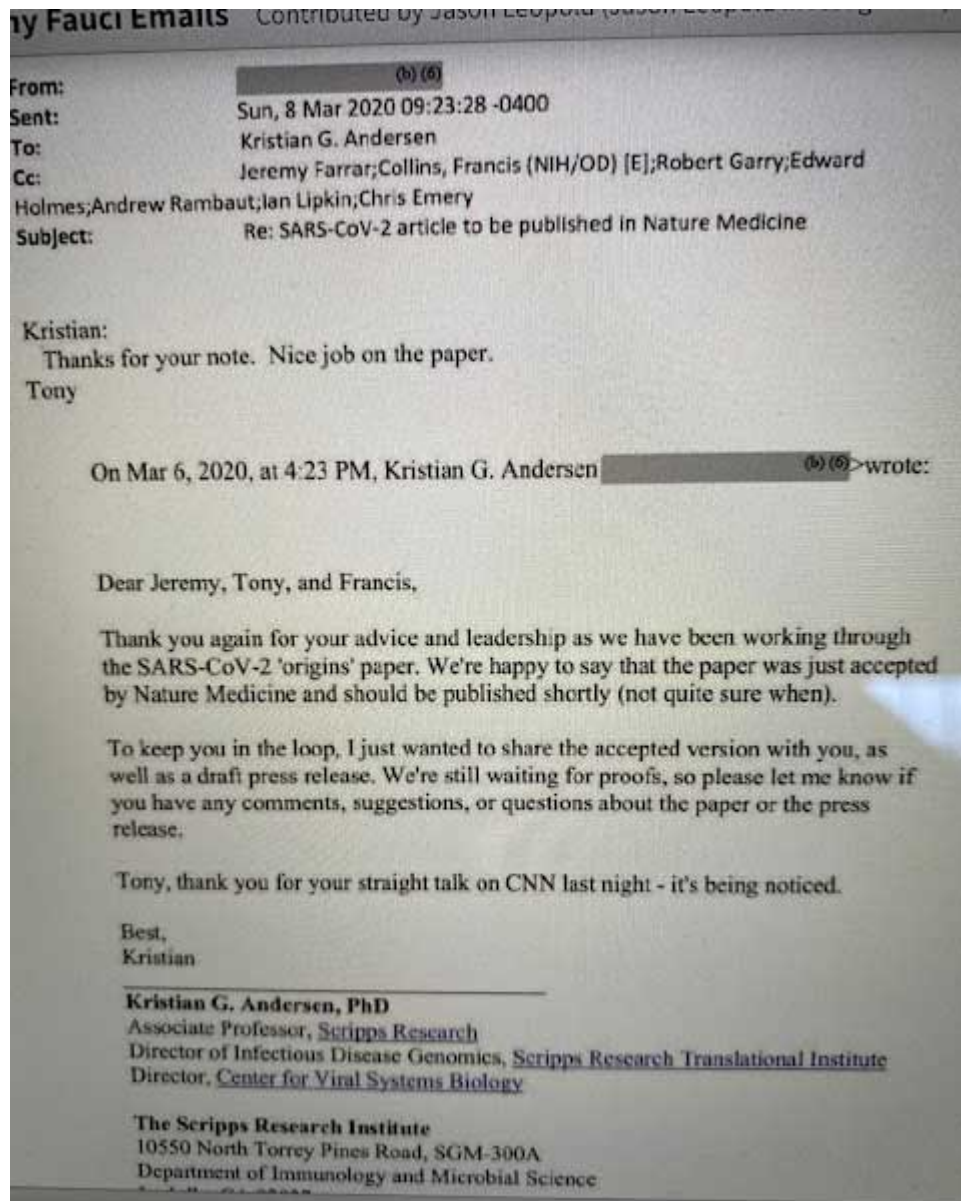 Fauci Emails Contributed by Jason Leopold
From: (b) (6)
Sent: Sun, 8 Mar 2020 09:23:28 -0400
To: Kristian G. Andersen
Cc: Jeremy Farrar;Collins, Francis (NIH/OD) [E];Robert Garry;Edward
Holmes;Andrew Rambaut;Ian Lipkin;Chris Emery
Subject: Re: SARS-CoV-2 article to be published in Nature Medicine
Kristian:
Thanks for your note. Nice job on the paper.
Tony
On Mar 6, 2020, at 4:23 PM, Kristian G. Andersen (b) (6)>wrote:
Dear Jeremy, Tony, and Francis,
Thank you again for your advice and leadership as we have been working through
the SARS-CoV-2 'origins' paper. We're happy to say that the paper was just accepted
by Nature Medicine and should be published shortly (not quite sure when).
To keep you in the loop, I just wanted to share the accepted version with you, as
well as a draft press release. We're still waiting for proofs, so please let me know if
you have any comments, suggestions, or questions about the paper or the press
release.
Tony, thank you for your straight talk on CNN last night - it's being noticed.
Best,
Kristian
Kristian G. Andersen, PhD
Associate Professor, Scripps Research
Director of Infectious Disease Genomics, Scripps Research Translational Institute
Director, Center for Viral Systems Biology
The Scripps Research Institute
10550 North Torrey Pines Road, SGM-300A
Department of Immunology and Microbial Science